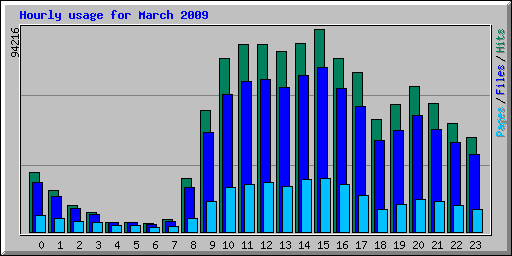 Hourly usage for March 2009
94216
Pages/Files/Hits
0 1 2 3 4 5 6 7 8 9 10 11 12 13 14 15 16 17 18 19 20 21 22 23